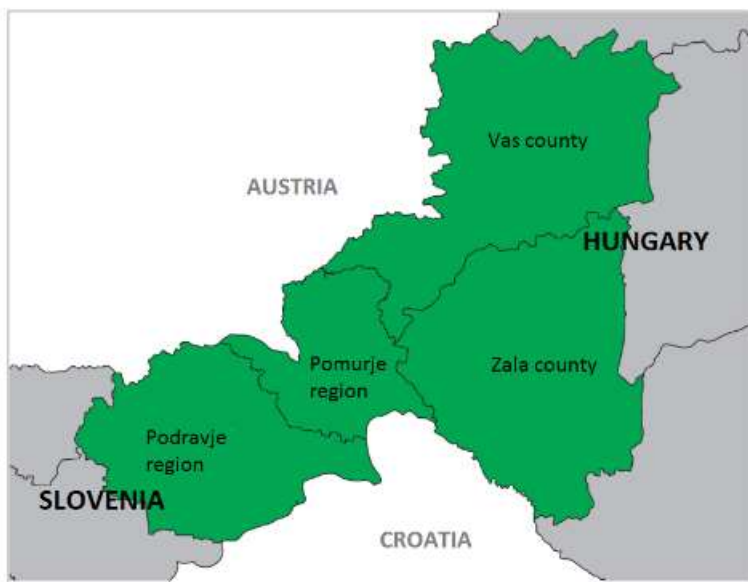 Vas county
AUSTRIA
HUNGARY
Pomurje
region
Zala county
Podravje
region
SLOVENIA
CROATIA